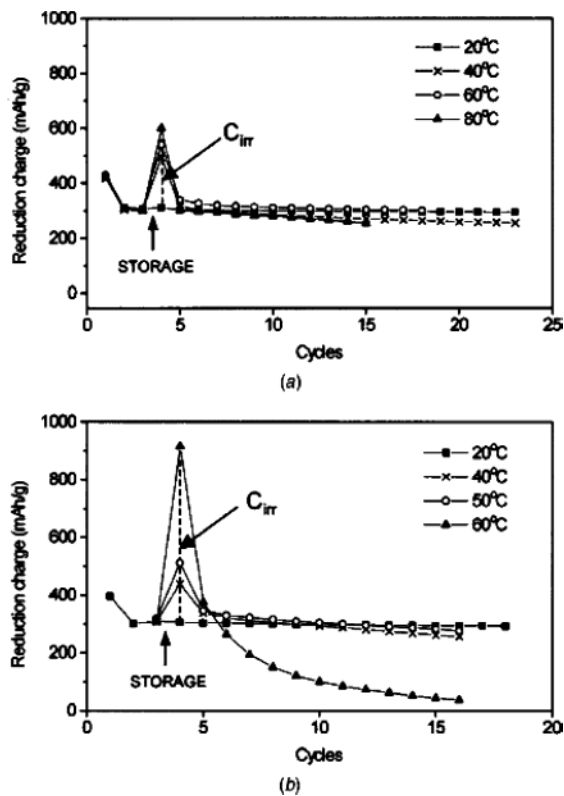 1000
800
600
400
200
0
Reduction charge (mAh/g)
20°C
40°C
60°C
80°C
Cirr
STORAGE
0 5 10 15 20 25
Cycles
(a)
1000
800
600
400
200
0
Reduction charge (mAh/g)
20°C
40°C
50°C
60°C
Cirr
STORAGE
0 5 10 15 20
Cycles
(b)